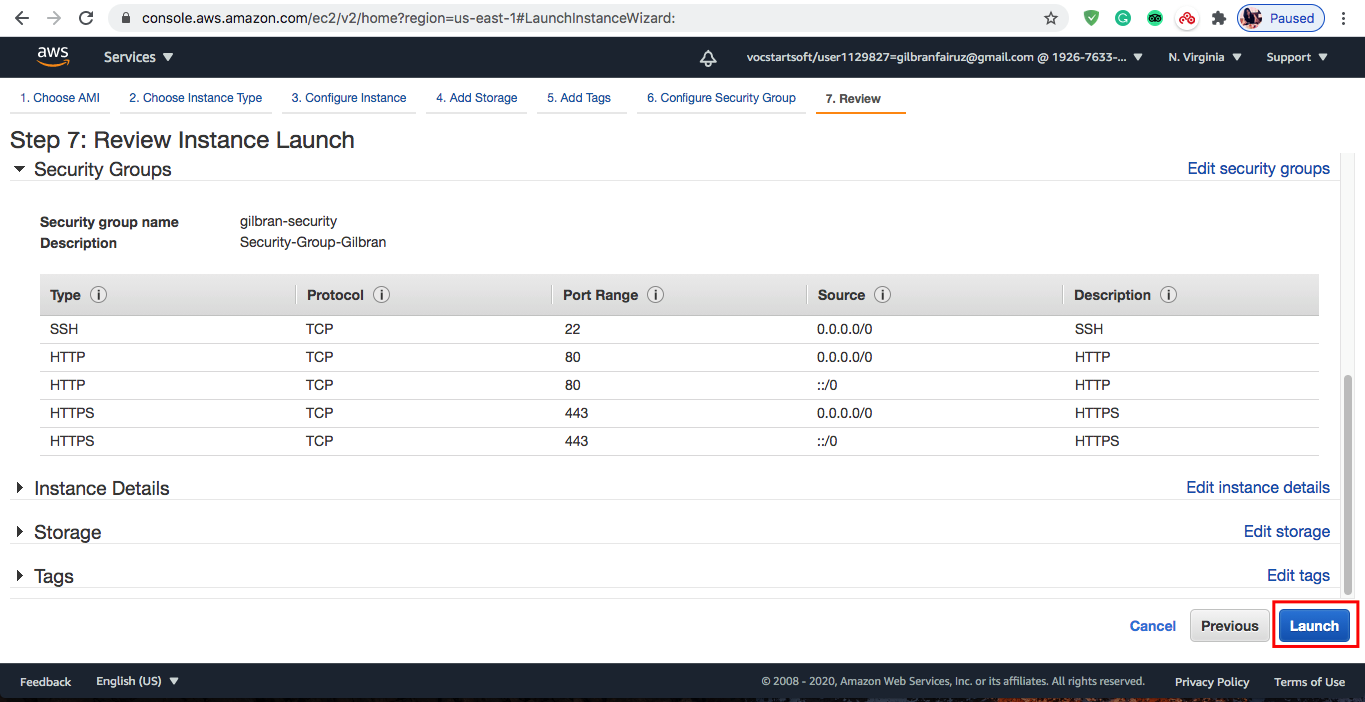 console.aws.amazon.com/ec2/v2/home?region=us-east-1#LaunchInstanceWizard:
Paused
aws
Services
vocstartsoft/user1129827=gilbranfairuz@gmail.com @ 1926-7633-...
N. Virginia
Support
1. Choose AMI
2. Choose Instance Type
3. Configure Instance
4. Add Storage
5. Add Tags
6. Configure Security Group
7. Review
Step 7: Review Instance Launch
Security Groups
Edit security groups
Security group name gilbran-security
Description Security-Group-Gilbran
Type i Protocol i Port Range i Source i Description i
SSH TCP 22 0.0.0.0/0 SSH
HTTP TCP 80 0.0.0.0/0 HTTP
HTTP TCP 80 ::/0 HTTP
HTTPS TCP 443 0.0.0.0/0 HTTPS
HTTPS TCP 443 ::/0 HTTPS
Instance Details
Edit instance details
Storage
Edit storage
Tags
Edit tags
Cancel
Previous
Launch
Feedback
English (US)
© 2008 - 2020, Amazon Web Services, Inc. or its affiliates. All rights reserved.
Privacy Policy
Terms of Use